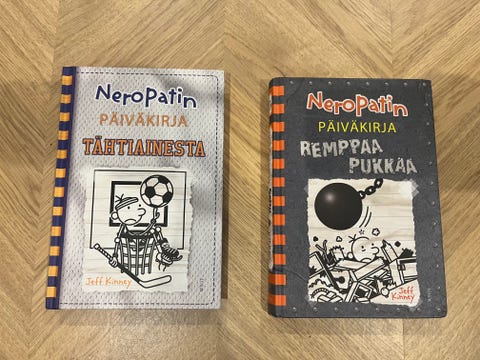 NeroPatin
PÄIVÄKIRJA
TÄHTIAINESTA
Jeff Kinney
NeroPatin
PÄIVÄKIRJA
REMPPAA
PUKKAA
Jeff
Kinney